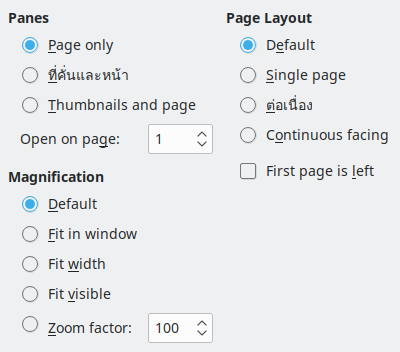 Panes
Page only
ที่คั่นและหน้า
Thumbnails and page
Open on page: 1
Magnification
Default
Fit in window
Fit width
Fit visible
Zoom factor: 100
Page Layout
Default
Single page
ต่อเนื่อง
Continuous facing
First page is left